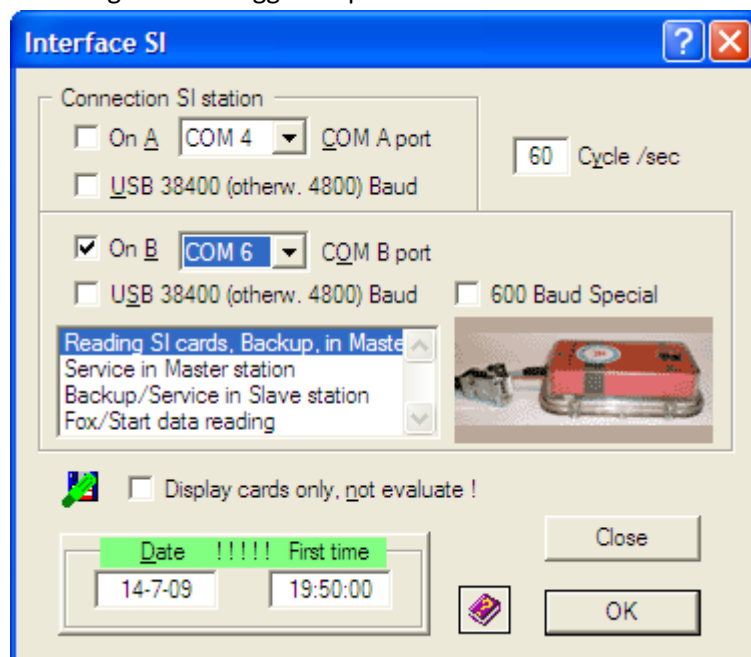 Interface SI
Connection SI station
On A COM 4 COM A port
60 Cycle /sec
USB 38400 (otherw. 4800) Baud
On B COM 6 COM B port
USB 38400 (otherw. 4800) Baud 600 Baud Special
Reading SI cards, Backup, in Maste
Service in Master station
Backup/Service in Slave station
Fox/Start data reading
Display cards only, not evaluate !
Date !!!!! First time
14-7-09 19:50:00
Close
OK